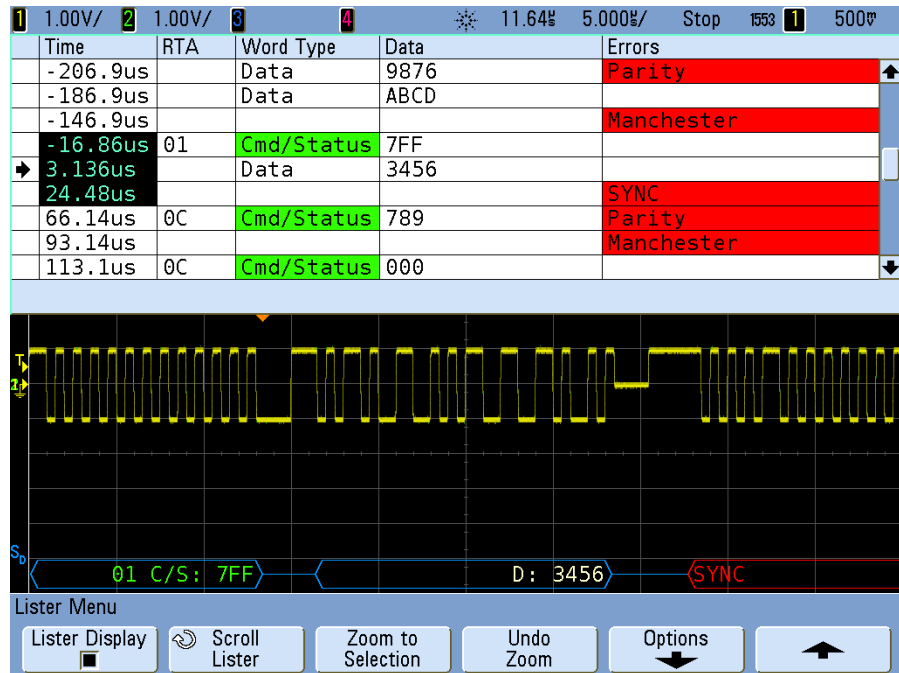 1 1.00V/ 2 1.00V/ 3 4 11.64µs 5.000µs/ Stop 1553 1 500mV
Time RTA Word Type Data Errors
-206.9us Data 9876 Parity
-186.9us Data ABCD
-146.9us Manchester
-16.86us 01 Cmd/Status 7FF
3.136us Data 3456
24.48us SYNC
66.14us 0C Cmd/Status 789 Parity
93.14us Manchester
113.1us 0C Cmd/Status 000
T
SD
01 C/S: 7FF D: 3456 SYNC
Lister Menu
Lister Display Scroll Lister Zoom to Selection Undo Zoom Options